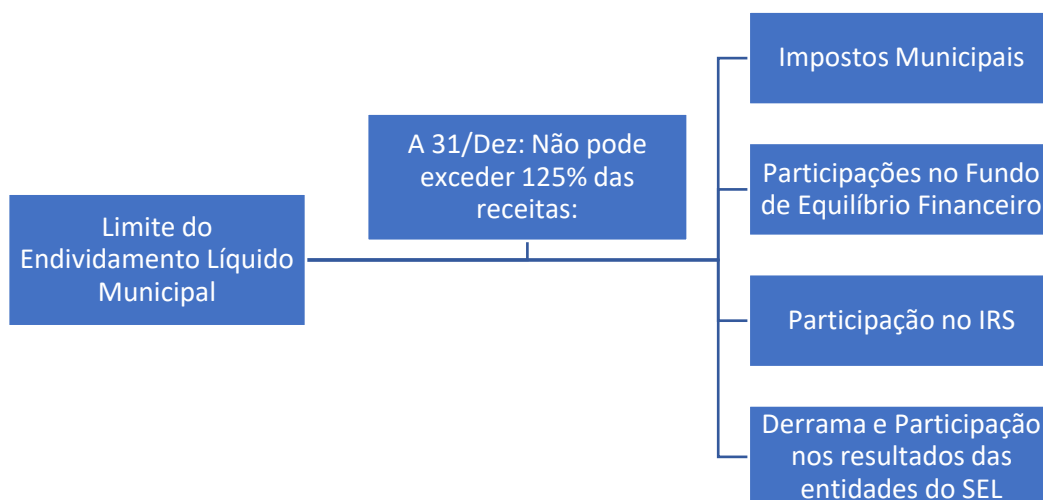 Limite do
Endividamento Líquido
Municipal
A 31/Dez: Não pode
exceder 125% das
receitas:
Impostos Municipais
Participações no Fundo
de Equilíbrio Financeiro
Participação no IRS
Derrama e Participação
nos resultados das
entidades do SEL